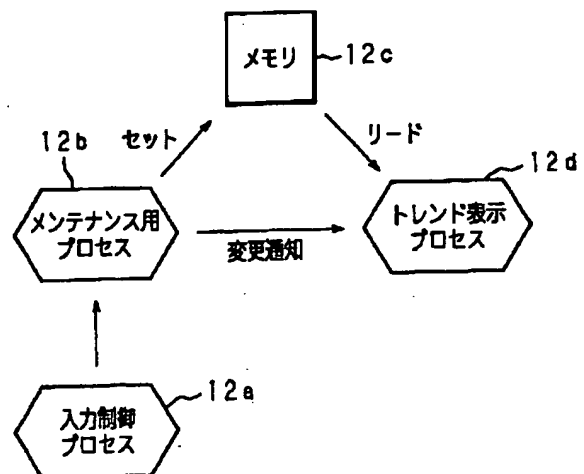 メモリ
12c
セット
リード
12b
12d
メンテナンス用
プロセス
トレンド表示
プロセス
変更通知
12a
入力制御
プロセス